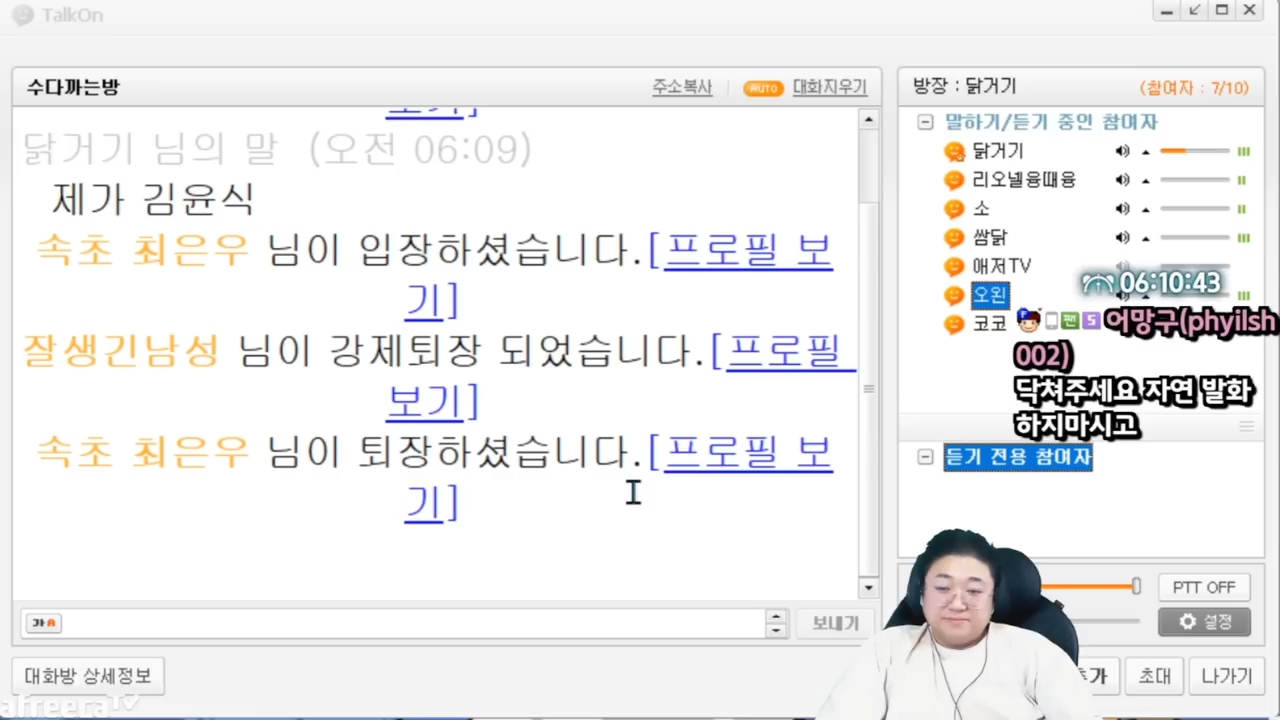 TalkOn
수다까는방
주소복사
AUTO 대화지우기
보기]
닭거기 님의 말 (오전 06:09)
제가 김윤식
속초 최은우 님이 입장하셨습니다.[프로필 보
기]
잘생긴남성 님이 강제퇴장 되었습니다.[프로필
보기]
속초 최은우 님이 퇴장하셨습니다.[프로필 보
기]
가
보내기
대화방 상세정보
afreecaTV
방장 : 닭거기 (참여자 : 7/10)
말하기/듣기 중인 참여자
닭거기
리오넬융때융
소
쌈닭
애저TV
06:10:43
오왼
코코
팬 S 어망구(phyilsh
002)
닥쳐주세요 자연 발화
하지마시고
듣기 전용 참여자
PTT OFF
설정
초대
나가기